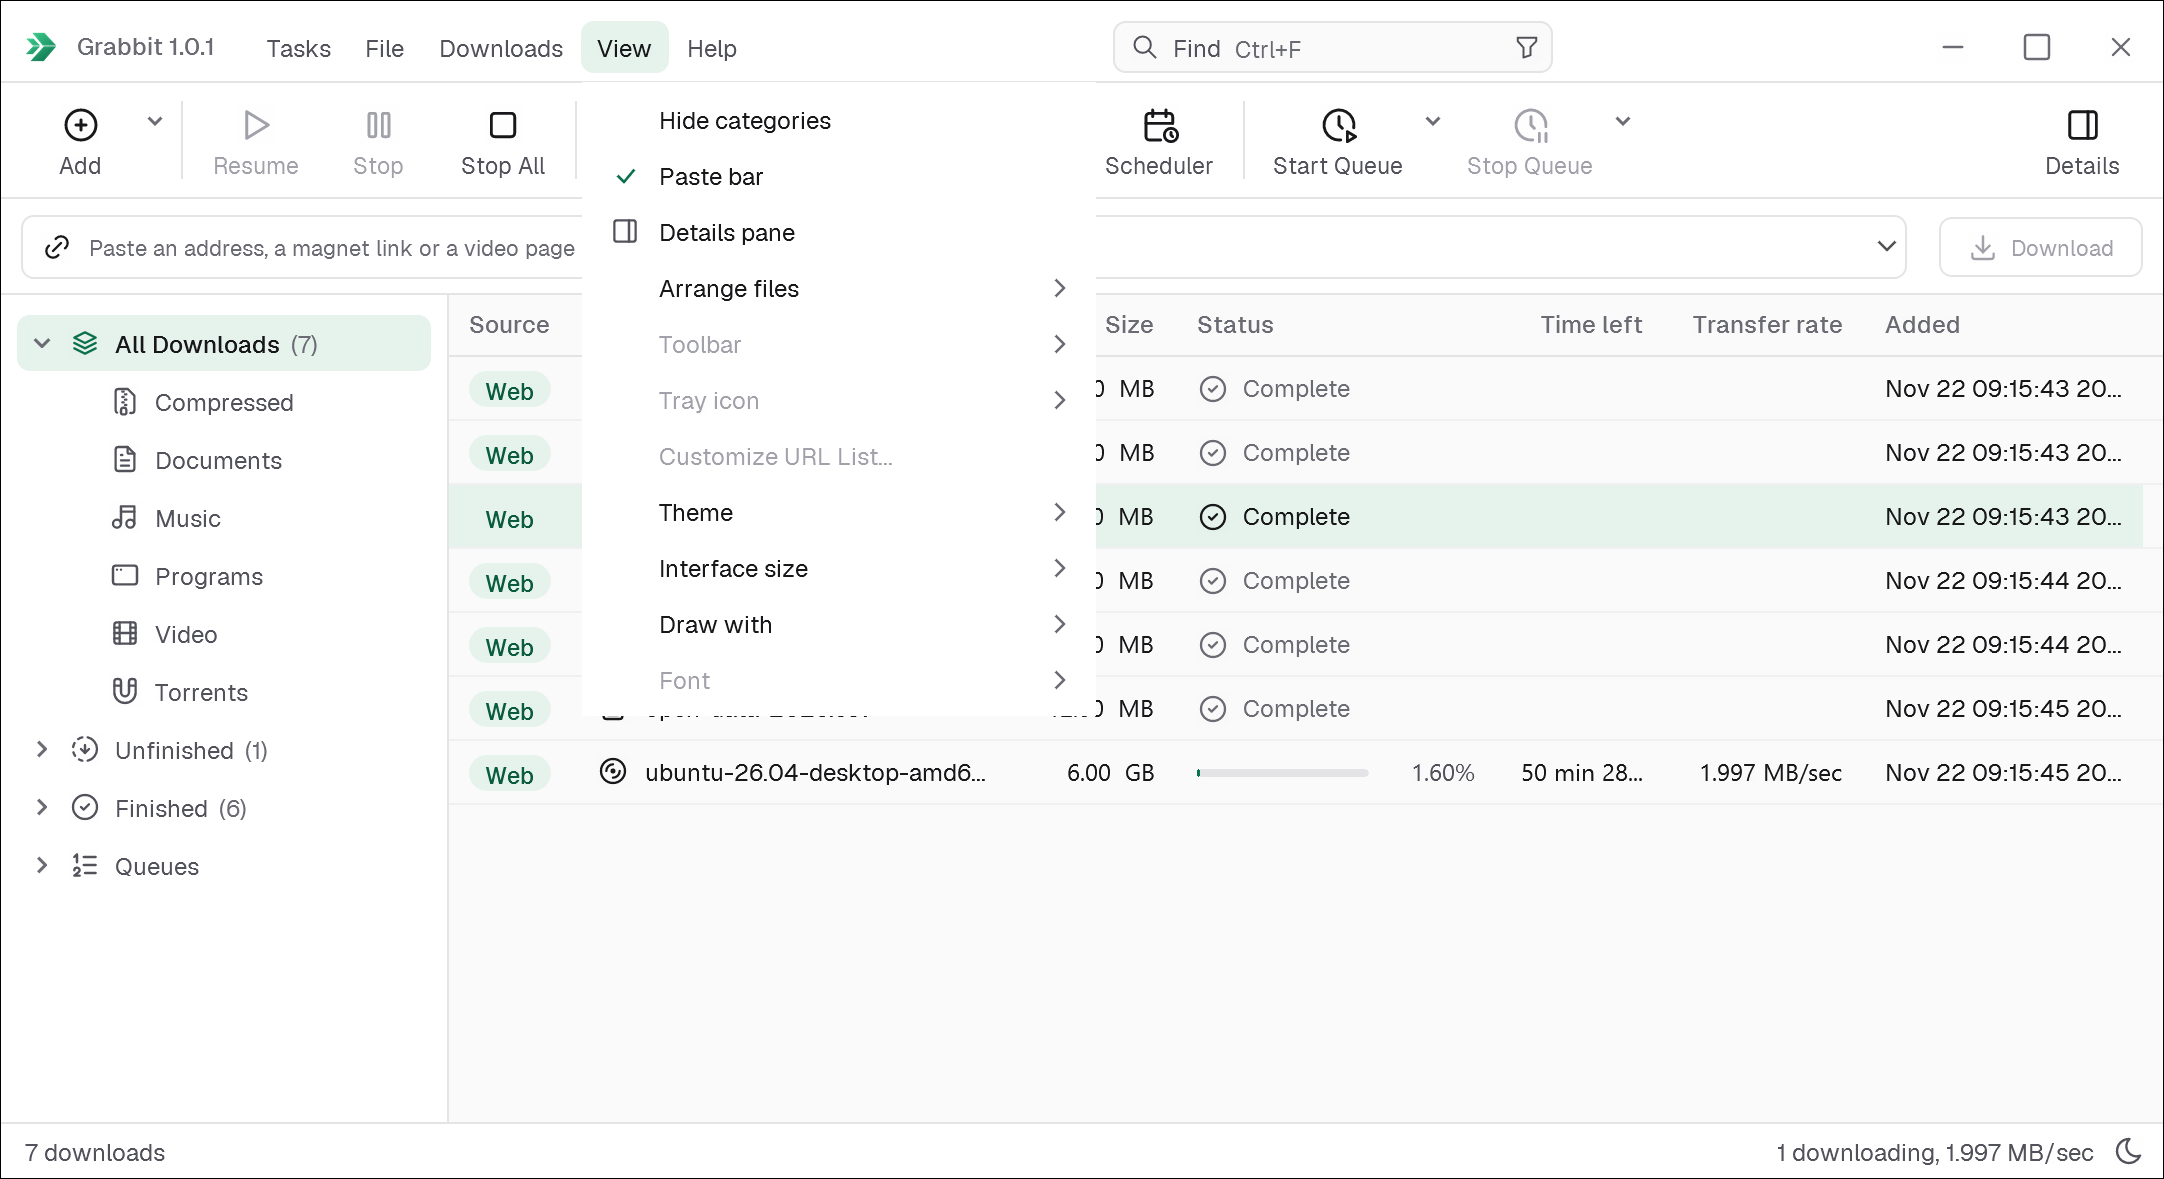 Grabbit 1.0.1 Tasks File Downloads View Help Find Ctrl+F
Add Resume Stop Stop All Scheduler Start Queue Stop Queue Details
Paste an address, a magnet link or a video page Download
Hide categories
Paste bar
Details pane
Arrange files
Toolbar
Tray icon
Customize URL List...
Theme
Interface size
Draw with
Font
All Downloads (7)
Compressed
Documents
Music
Programs
Video
Torrents
Unfinished (1)
Finished (6)
Queues
Source Size Status Time left Transfer rate Added
Web MB Complete Nov 22 09:15:43 20...
Web MB Complete Nov 22 09:15:43 20...
Web MB Complete Nov 22 09:15:43 20...
Web MB Complete Nov 22 09:15:44 20...
Web MB Complete Nov 22 09:15:44 20...
Web MB Complete Nov 22 09:15:45 20...
Web ubuntu-26.04-desktop-amd6... 6.00 GB 1.60% 50 min 28... 1.997 MB/sec Nov 22 09:15:45 20...
7 downloads 1 downloading, 1.997 MB/sec